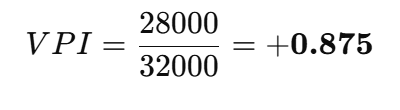 VPI = 28000/32000 = +0.875